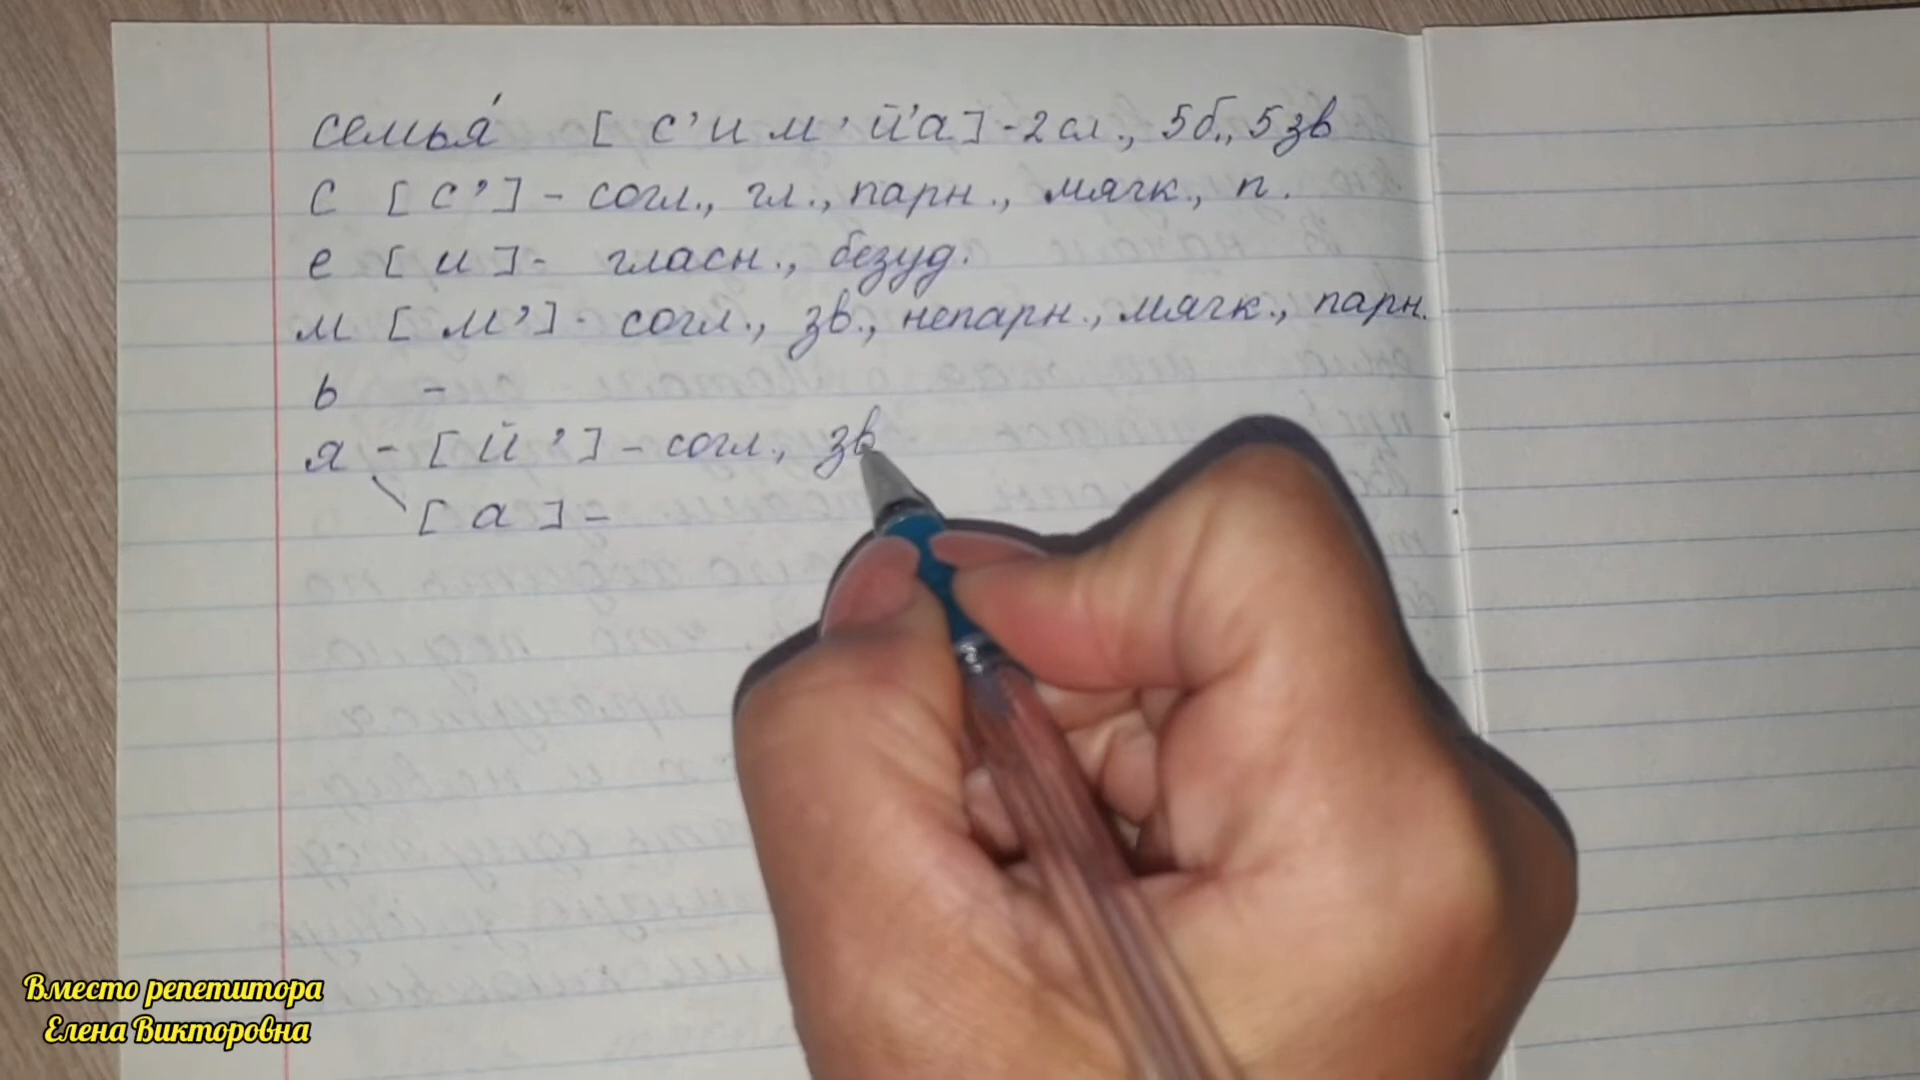 семья́ [с'им'й'а]-2сл., 5б., 5зв
с [с'] - согл., гл., парн., мягк., п.
е [и] - гласн., безуд.
м [м'] - согл., зв., непарн., мягк., парн.
ь -
я - [й'] - согл., зв
[а] -
Вместо репетитора
Елена Викторовна